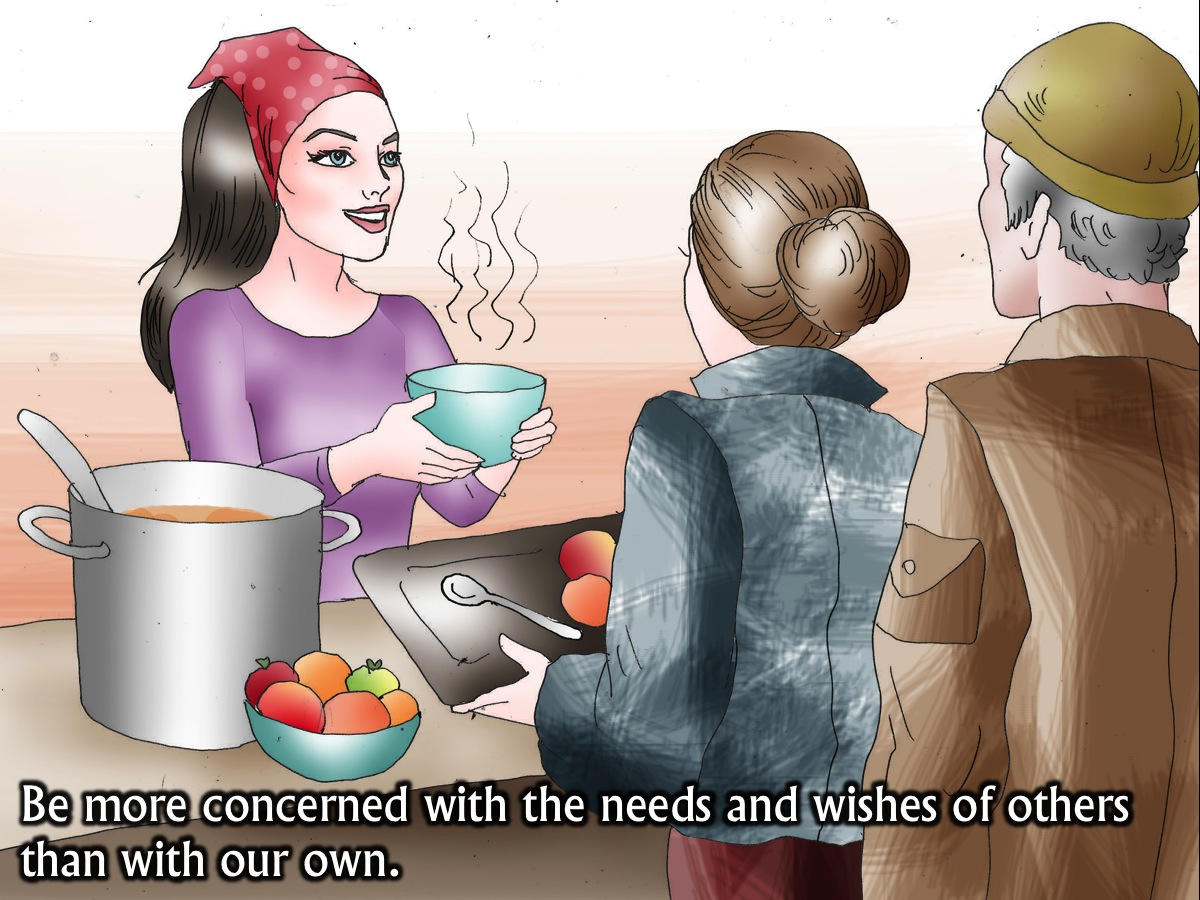 Be more concerned with the needs and wishes of others
than with our own.